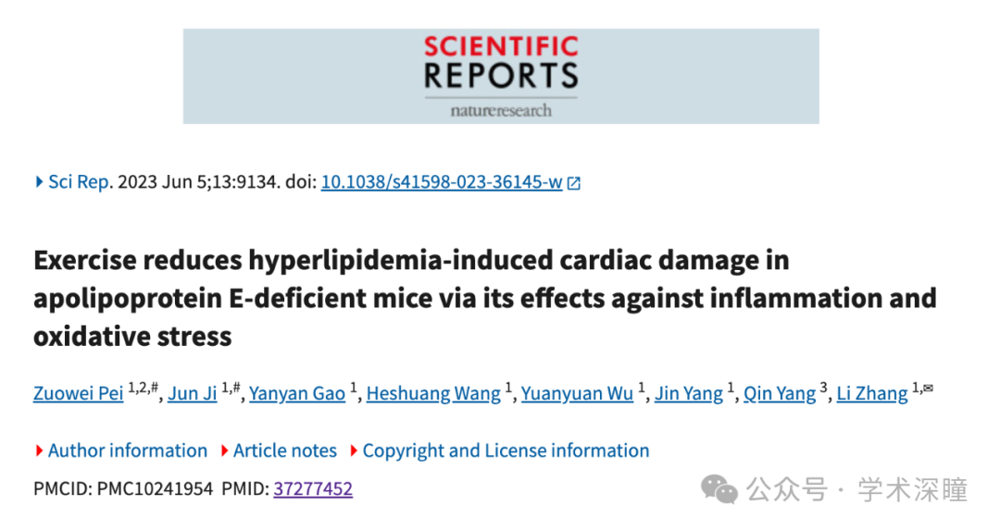 SCIENTIFIC
REPORTS
natureresearch
Sci Rep. 2023 Jun 5;13:9134. doi: 10.1038/s41598-023-36145-w
Exercise reduces hyperlipidemia-induced cardiac damage in
apolipoprotein E-deficient mice via its effects against inflammation and
oxidative stress
Zuowei Pei 1,2,#, Jun Ji 1,#, Yanyan Gao 1, Heshuang Wang 1, Yuanyuan Wu 1, Jin Yang 1, Qin Yang 3, Li Zhang 1,✉
Author information Article notes Copyright and License information
PMCID: PMC10241954 PMID: 37277452
公众号 · 学术深瞳